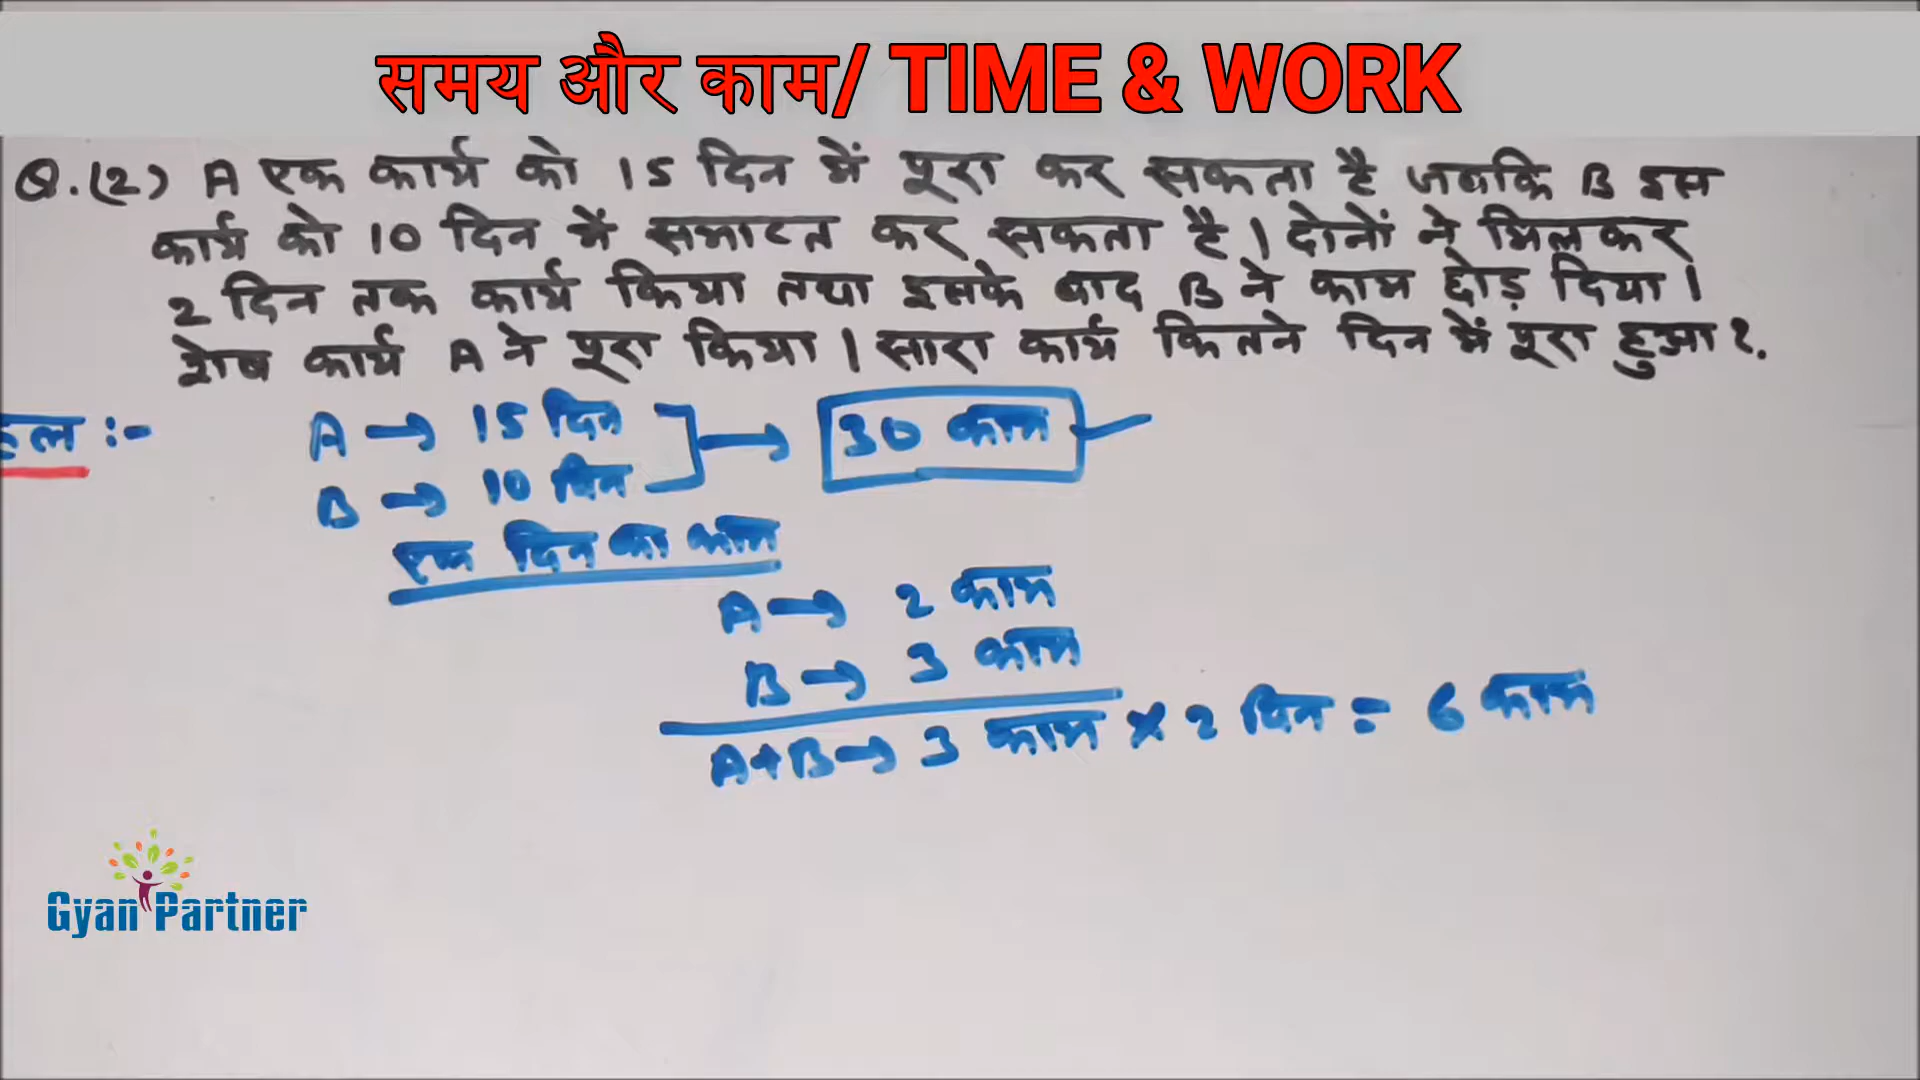 समय और काम/ TIME & WORK
Q.(2) A एक कार्य को 15 दिन में पूरा कर सकता है जबकि B इस
कार्य को 10 दिन में समाप्त कर सकता है। दोनों ने मिलकर
2 दिन तक कार्य किया तथा इसके बाद B ने काम छोड़ दिया।
शेष कार्य A ने पूरा किया। सारा कार्य कितने दिन में पूरा हुआ?.
हल :-
A → 15 दिन
B → 10 दिन
→ 30 काम
एक दिन का काम
A → 2 काम
B → 3 काम
A+B → 3 काम × 2 दिन = 6 काम
Gyan Partner